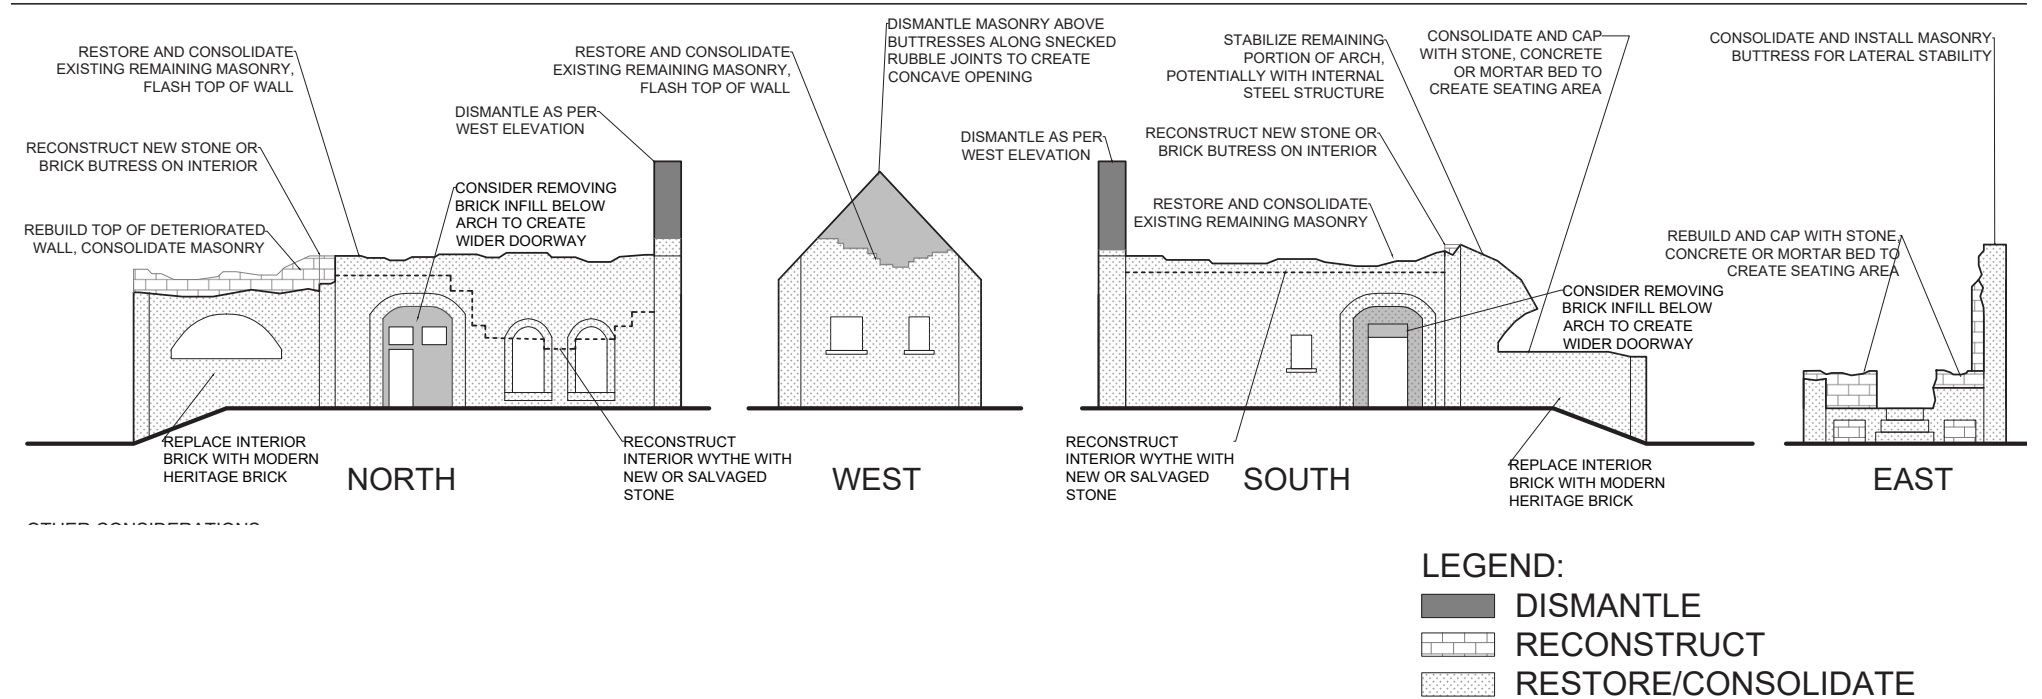 RESTORE AND CONSOLIDATE
EXISTING REMAINING MASONRY,
FLASH TOP OF WALL
RECONSTRUCT NEW STONE OR
BRICK BUTRESS ON INTERIOR
REBUILD TOP OF DETERIORATED
WALL, CONSOLIDATE MASONRY
DISMANTLE AS PER
WEST ELEVATION
CONSIDER REMOVING
BRICK INFILL BELOW
ARCH TO CREATE
WIDER DOORWAY
REPLACE INTERIOR
BRICK WITH MODERN
HERITAGE BRICK
NORTH
RECONSTRUCT
INTERIOR WYTHE WITH
NEW OR SALVAGED
STONE
RESTORE AND CONSOLIDATE
EXISTING REMAINING MASONRY,
FLASH TOP OF WALL
DISMANTLE MASONRY ABOVE
BUTTRESSES ALONG SNECKED
RUBBLE JOINTS TO CREATE
CONCAVE OPENING
WEST
DISMANTLE AS PER
WEST ELEVATION
STABILIZE REMAINING
PORTION OF ARCH,
POTENTIALLY WITH INTERNAL
STEEL STRUCTURE
RECONSTRUCT NEW STONE OR
BRICK BUTRESS ON INTERIOR
RESTORE AND CONSOLIDATE
EXISTING REMAINING MASONRY
CONSOLIDATE AND CAP
WITH STONE, CONCRETE
OR MORTAR BED TO
CREATE SEATING AREA
CONSIDER REMOVING
BRICK INFILL BELOW
ARCH TO CREATE
WIDER DOORWAY
RECONSTRUCT
INTERIOR WYTHE WITH
NEW OR SALVAGED
STONE
SOUTH
REPLACE INTERIOR
BRICK WITH MODERN
HERITAGE BRICK
CONSOLIDATE AND INSTALL MASONRY
BUTTRESS FOR LATERAL STABILITY
REBUILD AND CAP WITH STONE,
CONCRETE OR MORTAR BED TO
CREATE SEATING AREA
EAST
OTHER CONSIDERATIONS
LEGEND:
DISMANTLE
RECONSTRUCT
RESTORE/CONSOLIDATE